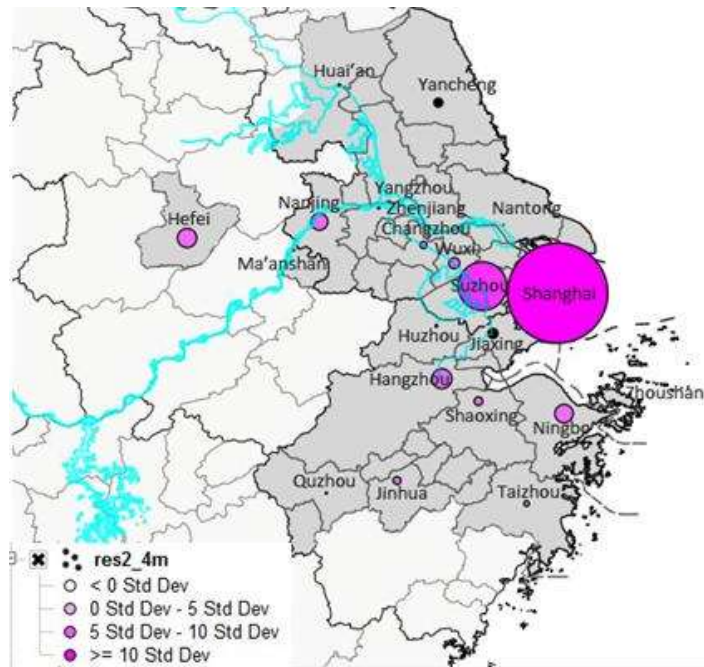 Huai'an
Yancheng
Yangzhou
Nanjing
Zhenjiang
Nantong
Hefei
Changzhou
Wuxi
Ma'anshan
Suzhou
Shanghai
Huzhou
Jiaxing
Hangzhou
Zhoushan
Shaoxing
Ningbo
Quzhou
Jinhua
Taizhou
res2_4m
< 0 Std Dev
0 Std Dev - 5 Std Dev
5 Std Dev - 10 Std Dev
>= 10 Std Dev